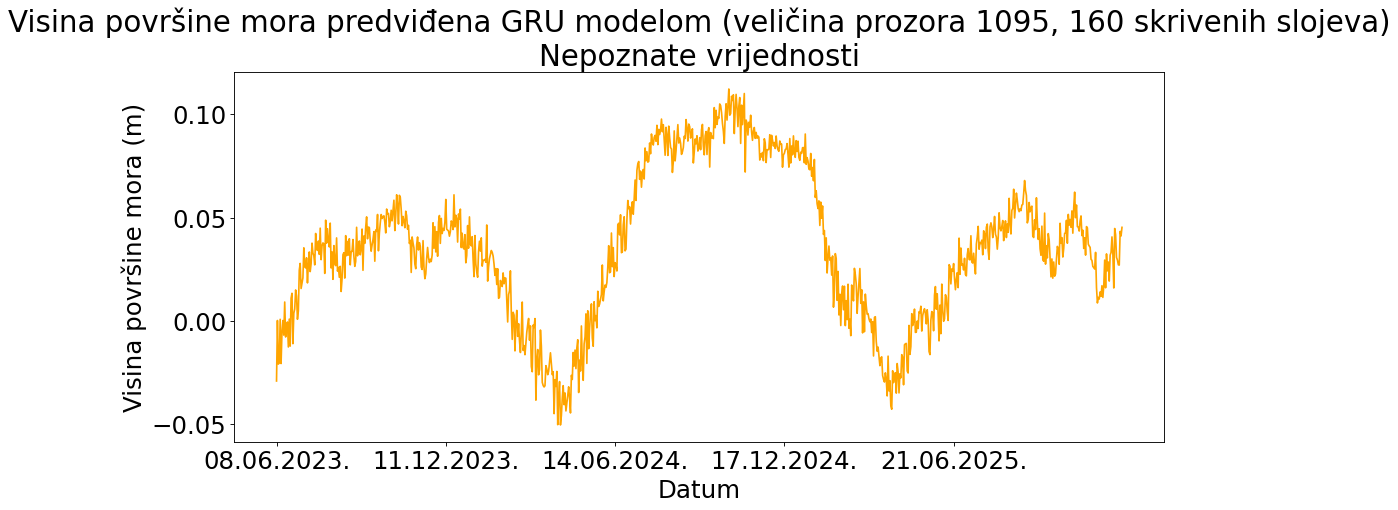 Visina površine mora predviđena GRU modelom (veličina prozora 1095, 160 skrivenih slojeva)
Nepoznate vrijednosti
Visina površine mora (m)
0.10
0.05
0.00
−0.05
08.06.2023. 11.12.2023. 14.06.2024. 17.12.2024. 21.06.2025.
Datum